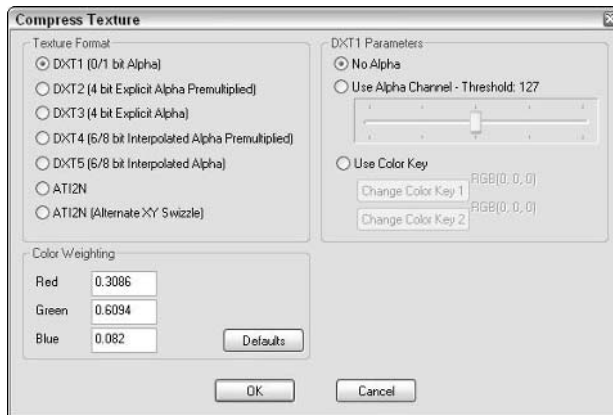 Compress Texture
Texture Format
DXT1 (0/1 bit Alpha)
DXT2 (4 bit Explicit Alpha Premultiplied)
DXT3 (4 bit Explicit Alpha)
DXT4 (6/8 bit Interpolated Alpha Premultiplied)
DXT5 (6/8 bit Interpolated Alpha)
ATI2N
ATI2N (Alternate XY Swizzle)
DXT1 Parameters
No Alpha
Use Alpha Channel - Threshold: 127
Use Color Key
RGB(0, 0, 0)
Change Color Key 1
RGB(0, 0, 0)
Change Color Key 2
Color Weighting
Red 0.3086
Green 0.6094
Blue 0.082
Defaults
OK Cancel